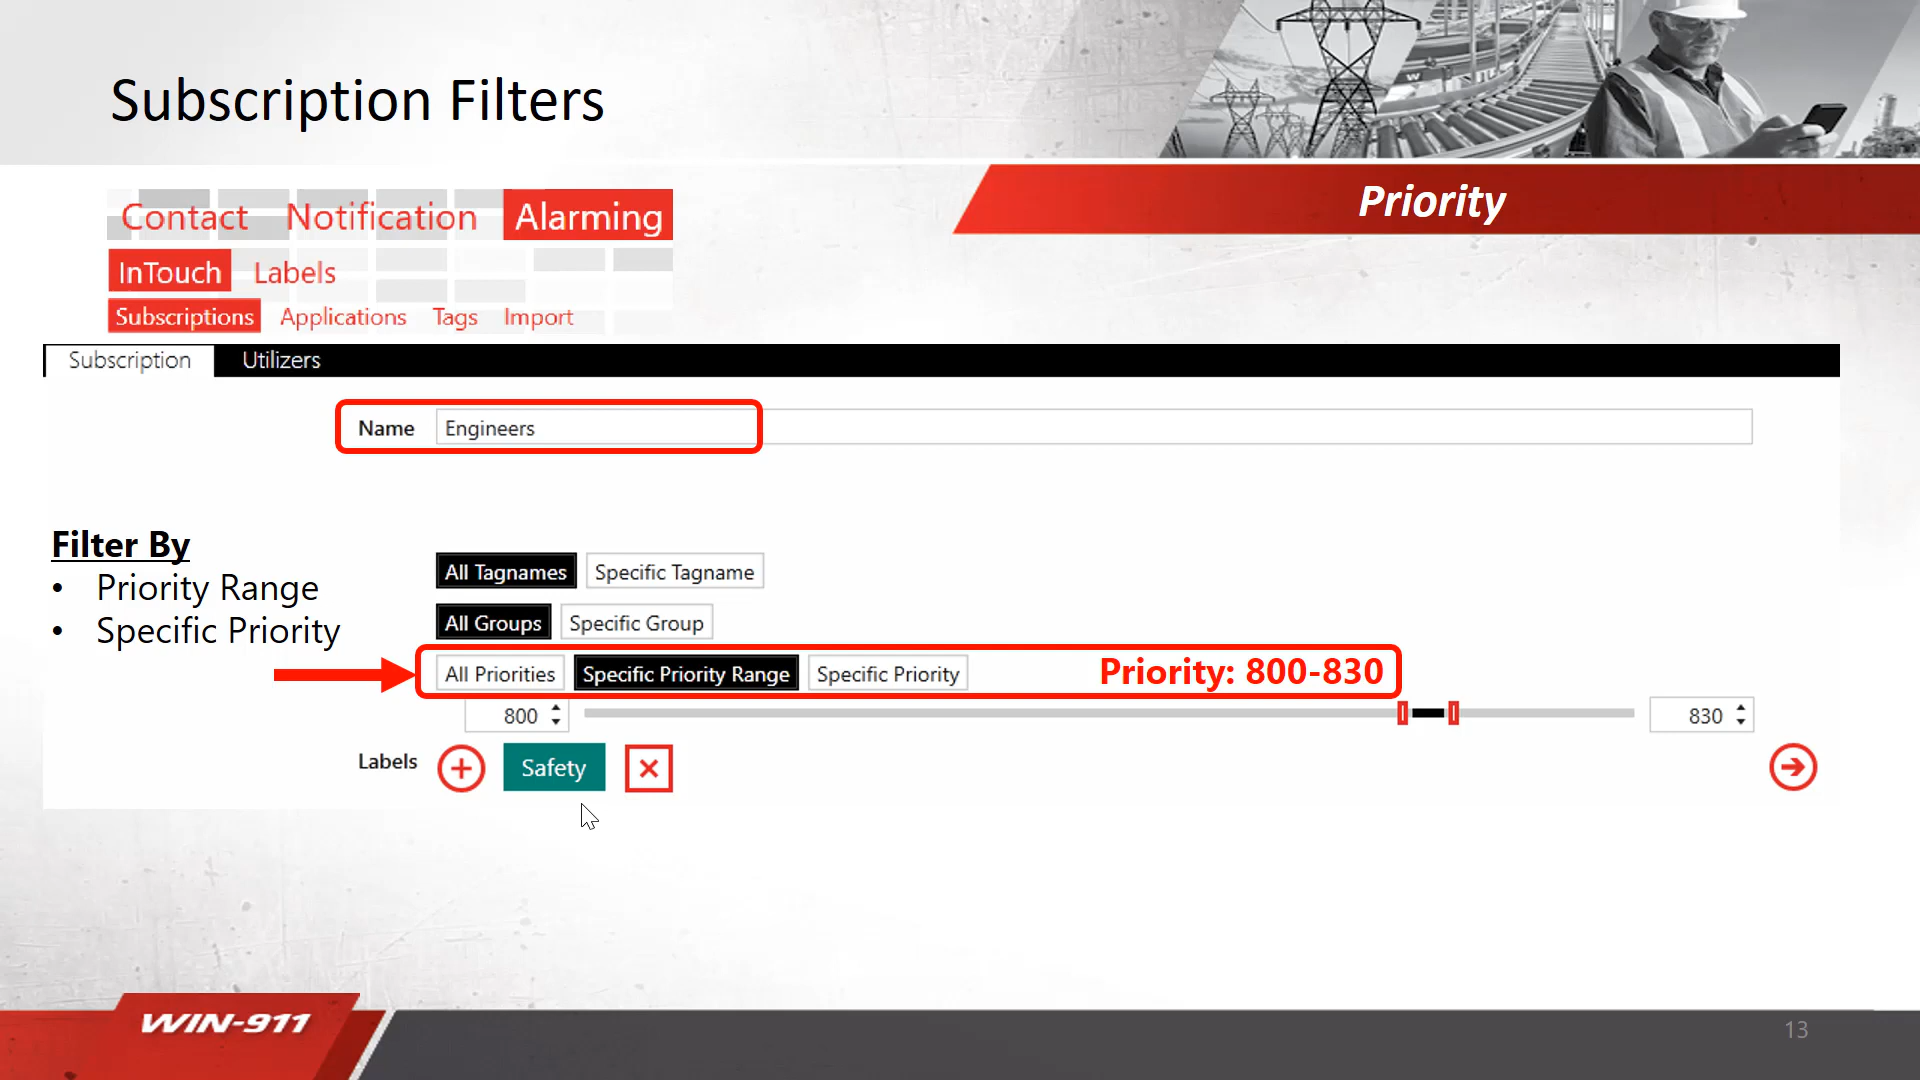 Subscription Filters
Priority
Contact Notification Alarming
InTouch Labels
Subscriptions Applications Tags Import
Subscription Utilizers
Name Engineers
Filter By
• Priority Range
• Specific Priority
All Tagnames Specific Tagname
All Groups Specific Group
All Priorities Specific Priority Range Specific Priority Priority: 800-830
800 830
Labels Safety
WIN-911
13